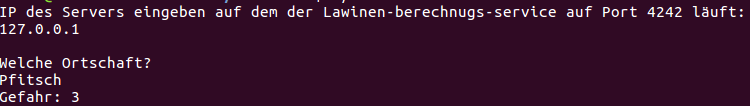 IP des Servers eingeben auf dem der Lawinen-berechnugs-service auf Port 4242 läuft:
127.0.0.1
Welche Ortschaft?
Pfitsch
Gefahr: 3